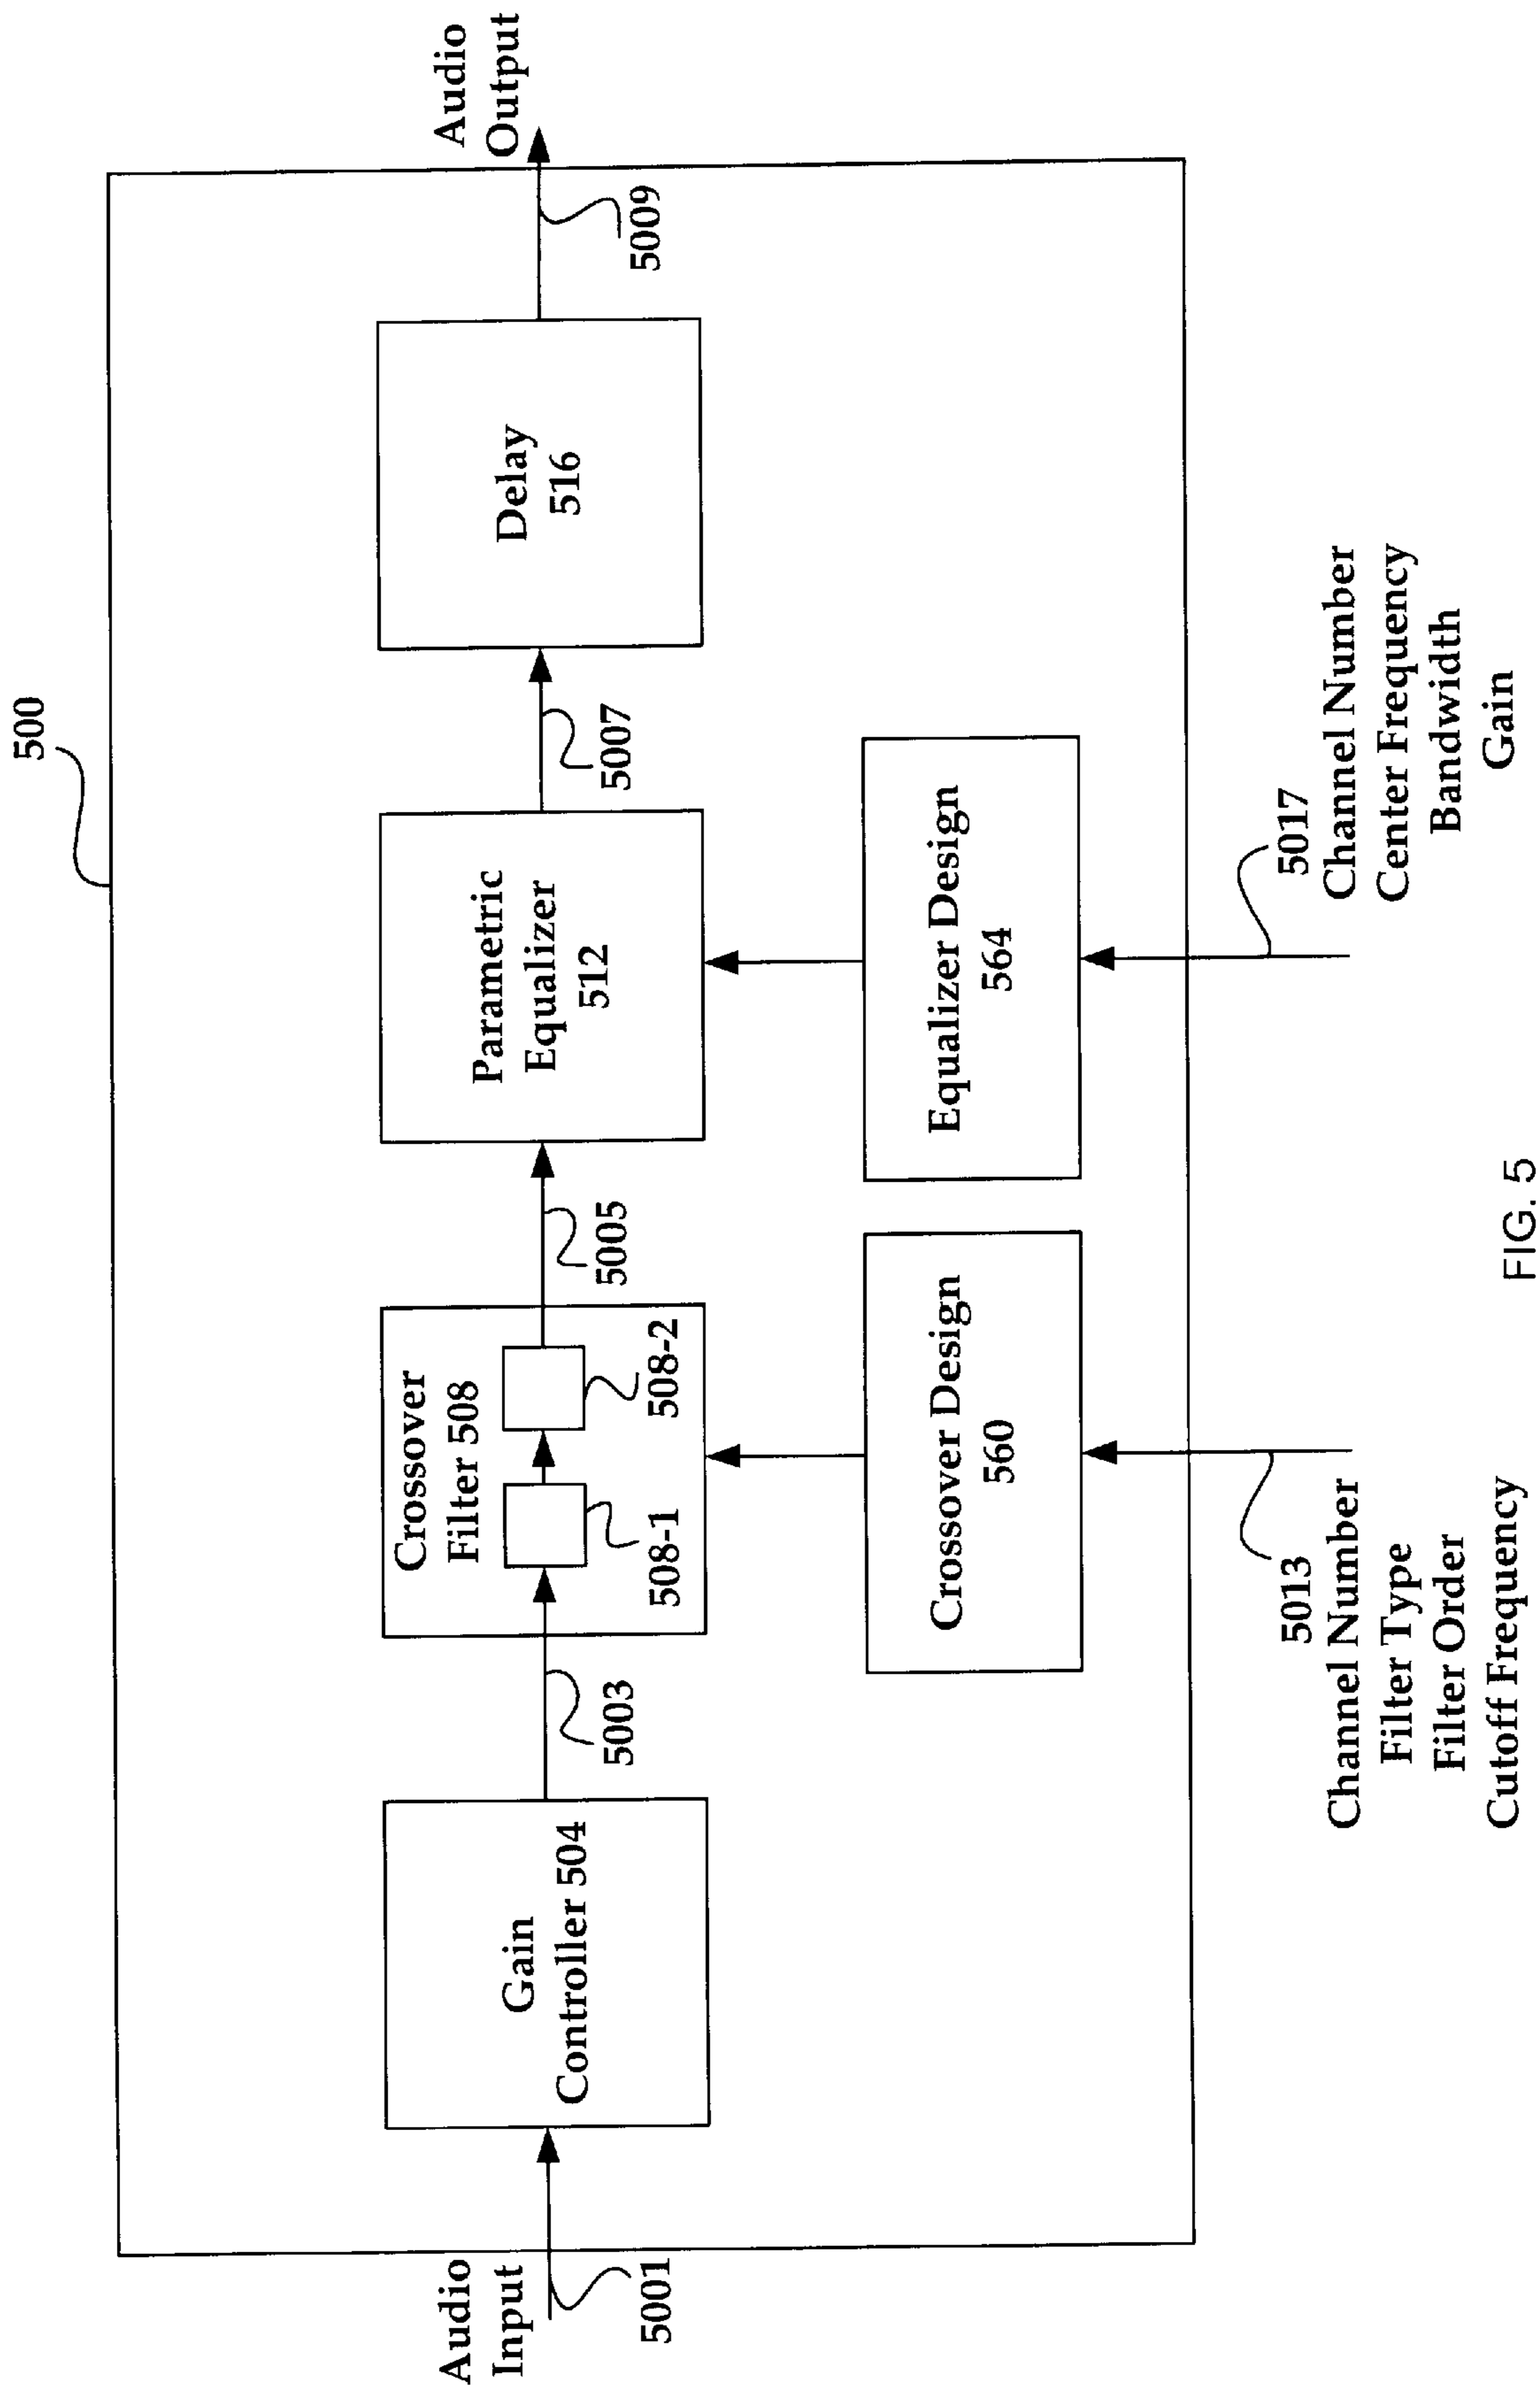 500
Audio
Input
5001
Gain
Controller 504
5003
Crossover
Filter 508
508-1
508-2
5005
Parametric
Equalizer
512
5007
Delay
516
5009
Audio
Output
Crossover Design
560
Equalizer Design
564
5013
Channel Number
Filter Type
Filter Order
Cutoff Frequency
5017
Channel Number
Center Frequency
Bandwidth
Gain
FIG. 5